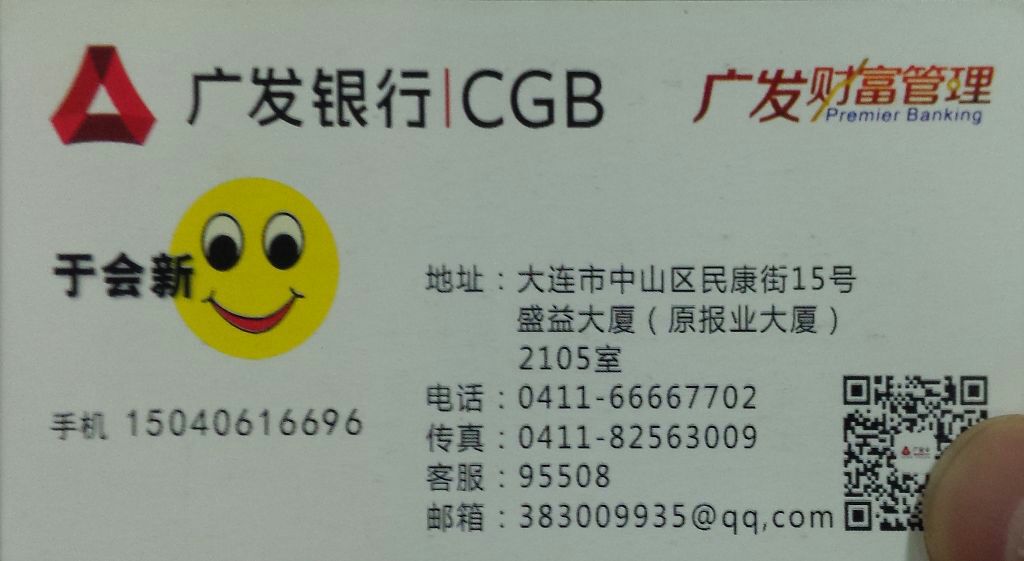 广发银行|CGB
广发财富管理
Premier Banking
于会新
手机 15040616696
地址：大连市中山区民康街15号
盛益大厦（原报业大厦）
2105室
电话：0411-66667702
传真：0411-82563009
客服：95508
邮箱：383009935@qq,com